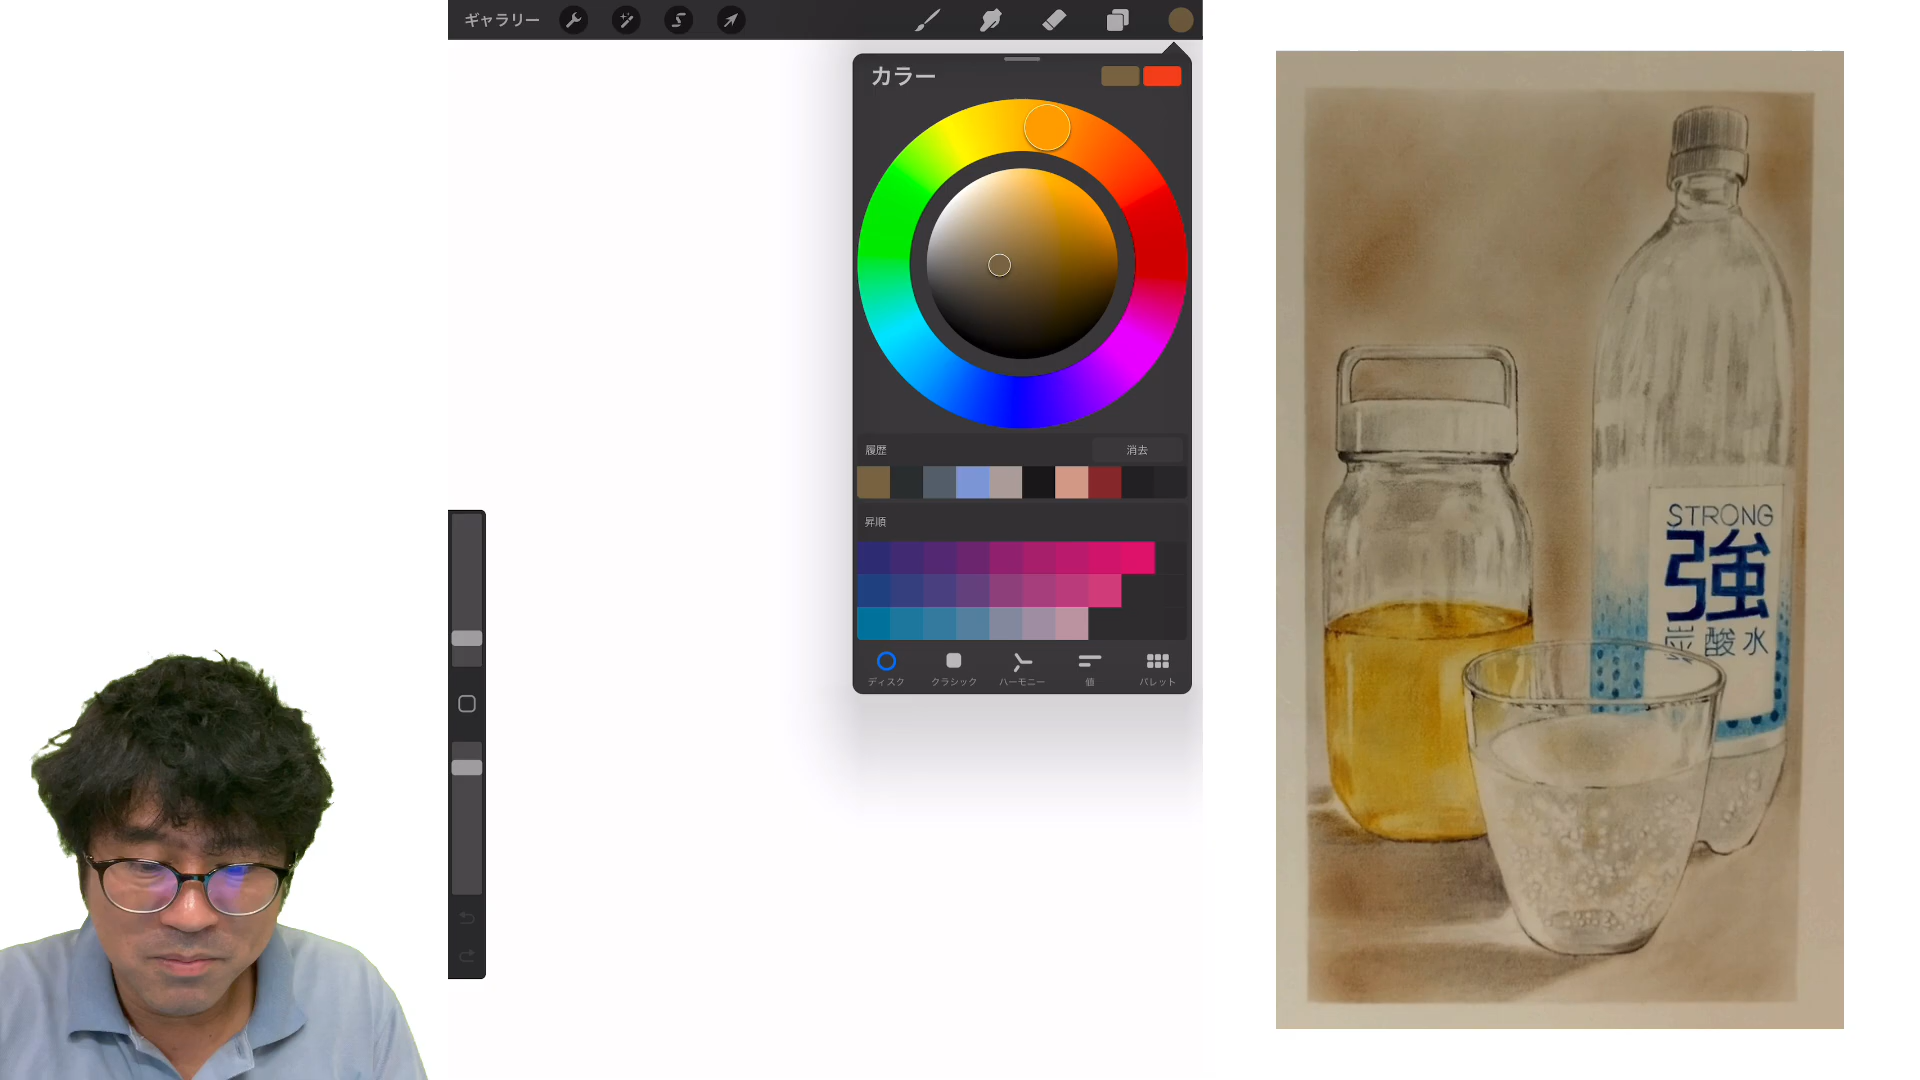 ギャラリー
カラー
履歴
消去
昇順
ディスク
クラシック
ハーモニー
値
パレット
STRONG
強
炭酸水